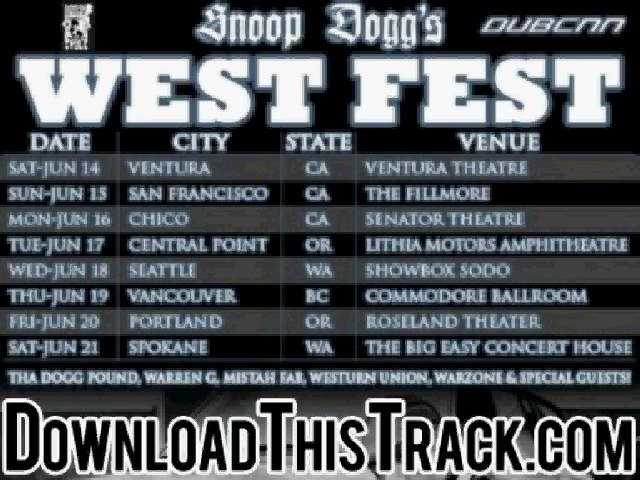 Snoop Dogg's
DUBCNN
WEST FEST
DATE CITY STATE VENUE
SAT-JUN 14 VENTURA CA VENTURA THEATRE
SUN-JUN 15 SAN FRANCISCO CA THE FILLMORE
MON-JUN 16 CHICO CA SENATOR THEATRE
TUE-JUN 17 CENTRAL POINT OR LITHIA MOTORS AMPHITHEATRE
WED-JUN 18 SEATTLE WA SHOWBOX SODO
THU-JUN 19 VANCOUVER BC COMMODORE BALLROOM
FRI-JUN 20 PORTLAND OR ROSELAND THEATER
SAT-JUN 21 SPOKANE WA THE BIG EASY CONCERT HOUSE
THA DOGG POUND, WARREN G, MISTAH FAB, WESTURN UNION, WARZONE & SPECIAL GUESTS!
DOWNLOADTHISTRACK.COM